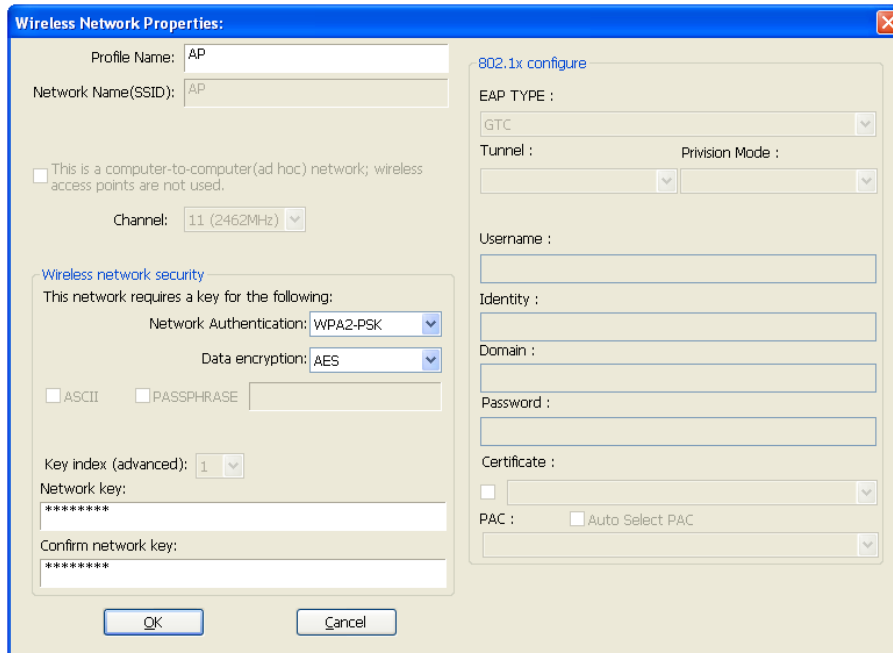 Wireless Network Properties:
Profile Name: AP
Network Name(SSID): AP
This is a computer-to-computer(ad hoc) network; wireless
access points are not used.
Channel: 11 (2462MHz)
Wireless network security
This network requires a key for the following:
Network Authentication: WPA2-PSK
Data encryption: AES
ASCII PASSPHRASE
Key index (advanced): 1
Network key:
********
Confirm network key:
********
OK Cancel
802.1x configure
EAP TYPE :
GTC
Tunnel : Privision Mode :
Username :
Identity :
Domain :
Password :
Certificate :
PAC : Auto Select PAC